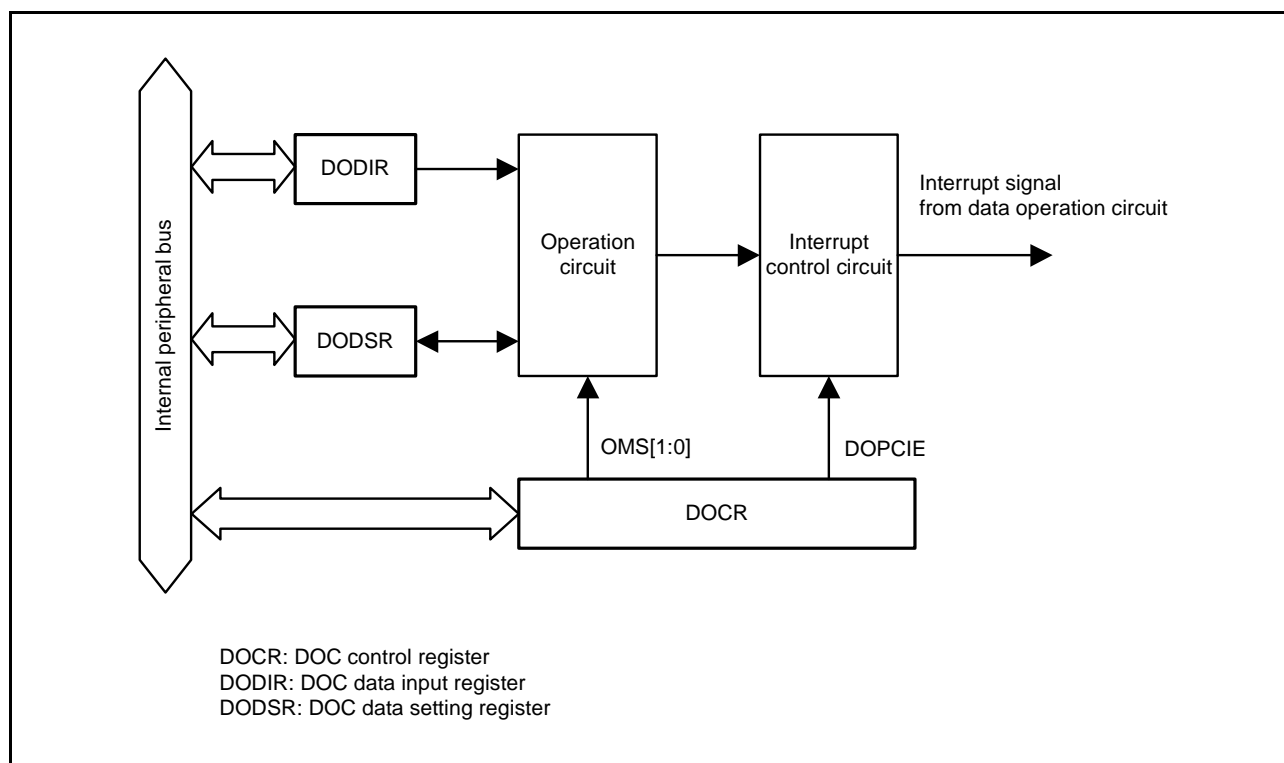 Internal peripheral bus
DODIR
DODSR
Operation
circuit
Interrupt
control circuit
Interrupt signal
from data operation circuit
OMS[1:0]
DOPCIE
DOCR
DOCR: DOC control register
DODIR: DOC data input register
DODSR: DOC data setting register